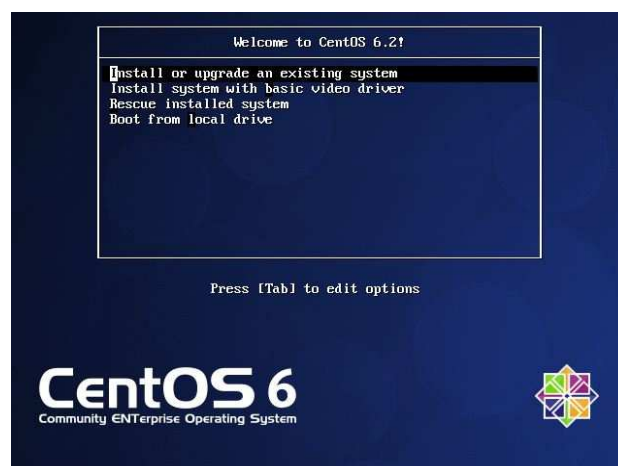 Welcome to CentOS 6.2!
Install or upgrade an existing system
Install system with basic video driver
Rescue installed system
Boot from local drive
Press [Tab] to edit options
CentOS 6
Community ENTerprise Operating System